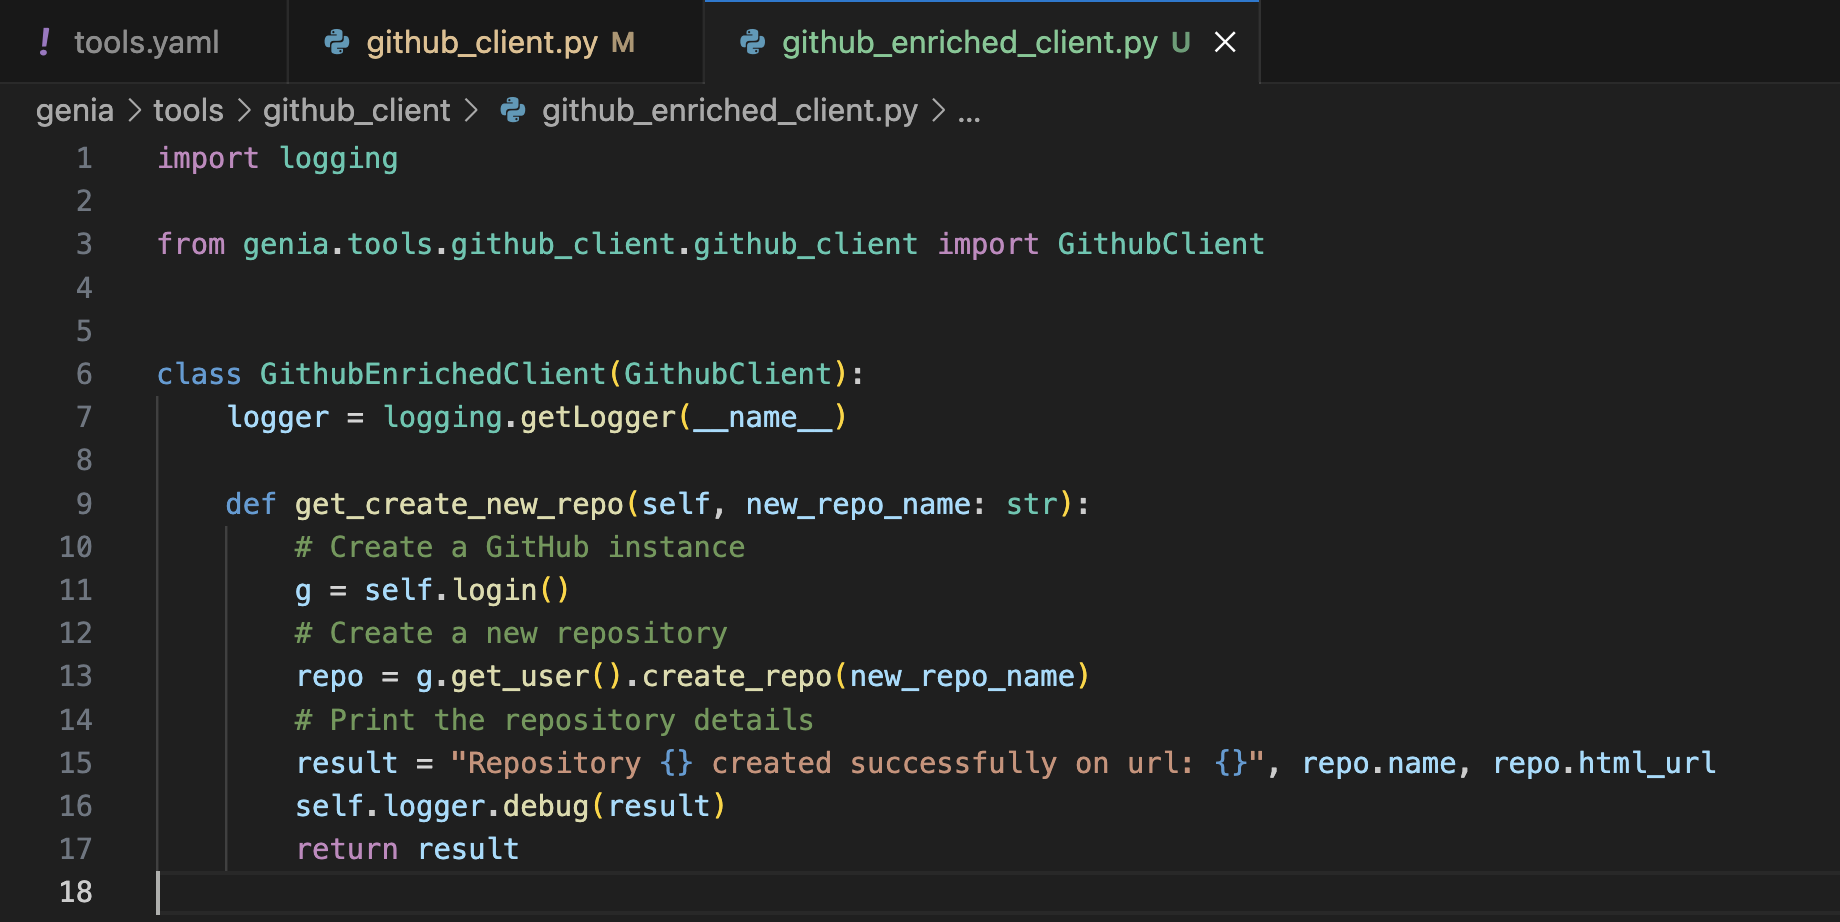 ! tools.yaml github_client.py M github_enriched_client.py U
genia > tools > github_client > github_enriched_client.py > ...
1 import logging
2
3 from genia.tools.github_client.github_client import GithubClient
4
5
6 class GithubEnrichedClient(GithubClient):
7     logger = logging.getLogger(__name__)
8
9     def get_create_new_repo(self, new_repo_name: str):
10         # Create a GitHub instance
11         g = self.login()
12         # Create a new repository
13         repo = g.get_user().create_repo(new_repo_name)
14         # Print the repository details
15         result = "Repository {} created successfully on url: {}", repo.name, repo.html_url
16         self.logger.debug(result)
17         return result
18